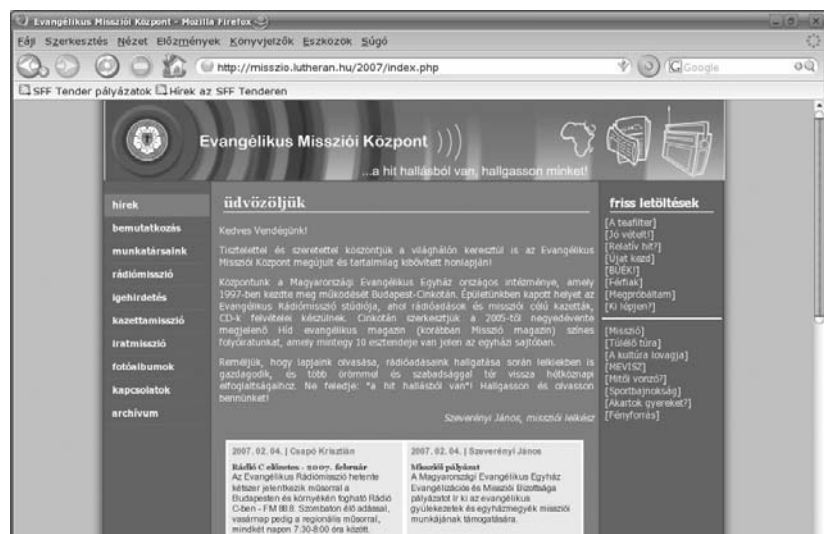 Evangélikus Missziói Központ - Mozilla Firefox
Fájl Szerkesztés Nézet Előzmények Könyvjelzők Eszközök Súgó
http://misszio.lutheran.hu/2007/index.php
Google
SFF Tender pályázatok Hírek az SFF Tenderen
Evangélikus Missziói Központ )))
...a hit hallásból van, hallgasson minket!
hírek
bemutatkozás
munkatársaink
rádiómisszió
igehirdetés
kazettamisszió
iratmisszió
fotóalbumok
kapcsolatok
archívum
üdvözöljük
Kedves Vendégünk!
Tisztelettel és szeretettel köszöntjük a világhálón keresztül is az Evangélikus
Missziói Központ megújult és tartalmilag kibővített honlapján!
Központunk a Magyarországi Evangélikus Egyház országos intézménye, amely
1997-ben kezdte meg működését Budapest-Cinkotán. Épületünkben kapott helyet az
Evangélikus Rádiómisszió stúdiója, ahol rádióadások és missziói célú kazetták,
CD-k felvételei készülnek. Cinkotán szerkesztjük a 2005-től negyedévente
megjelenő Híd evangélikus magazin (korábban Misszió magazin) színes
folyóiratunkat, amely mintegy 10 esztendeje van jelen az egyházi sajtóban.
Reméljük, hogy lapjaink olvasása, rádióadásaink hallgatása során lelkiekben is
gazdagodik, és több örömmel és szabadsággal tér vissza hétköznapi
elfoglaltságaihoz. Ne feledje: "a hit hallásból van"! Hallgasson és olvasson
bennünket!
Szeverényi János, missziói lelkész
2007. 02. 04. | Csapó Krisztián
Rádió C előzetes - 2007. február
Az Evangélikus Rádiómisszió hetente
kétszer jelentkezik műsorral a
Budapesten és környékén fogható Rádió
C-ben - FM 88.8. Szombaton élő adással,
vasárnap pedig a regionális műsorral,
mindkét napon 7:30-8:00 óra között.
2007. 02. 04. | Szeverényi János
Missziói pályázat
A Magyarországi Evangélikus Egyház
Evangélizációs és Missziói Bizottsága
pályázatot ír ki az evangélikus
gyülekezetek és egyházmegyék missziói
munkájának támogatására.
friss letöltések
[A teafilter]
[Jó vétel!]
[Relatív hit?]
[Újat kezd]
[BÚÉK!]
[Férfiak]
[Megpróbáltam]
[Ki lépjen?]
[Misszió]
[Túlélő túra]
[A kultúra lovagja]
[MEVISZ]
[Mitől vonzó?]
[Sportbajnokság]
[Akartok gyereket?]
[Fényforrás]